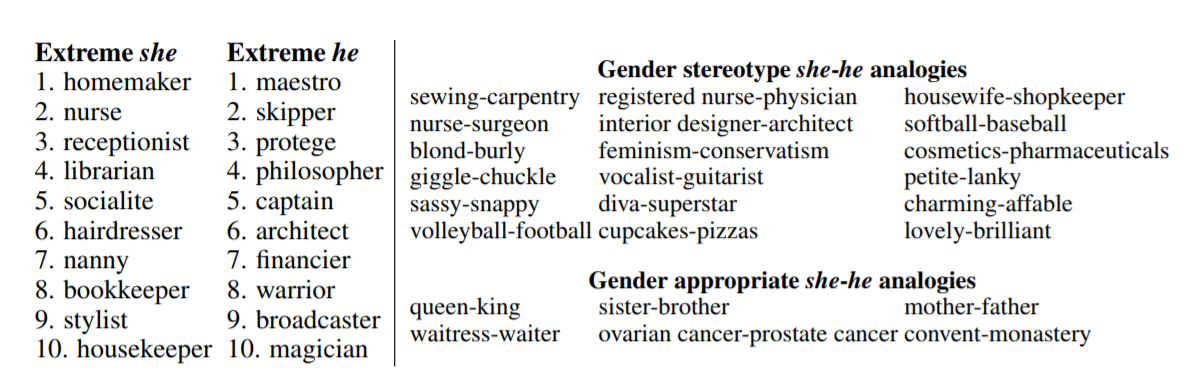 Extreme she
1. homemaker
2. nurse
3. receptionist
4. librarian
5. socialite
6. hairdresser
7. nanny
8. bookkeeper
9. stylist
10. housekeeper
Extreme he
1. maestro
2. skipper
3. protege
4. philosopher
5. captain
6. architect
7. financier
8. warrior
9. broadcaster
10. magician
Gender stereotype she-he analogies
sewing-carpentry registered nurse-physician housewife-shopkeeper
nurse-surgeon interior designer-architect softball-baseball
blond-burly feminism-conservatism cosmetics-pharmaceuticals
giggle-chuckle vocalist-guitarist petite-lanky
sassy-snappy diva-superstar charming-affable
volleyball-football cupcakes-pizzas lovely-brilliant
Gender appropriate she-he analogies
queen-king sister-brother mother-father
waitress-waiter ovarian cancer-prostate cancer convent-monastery